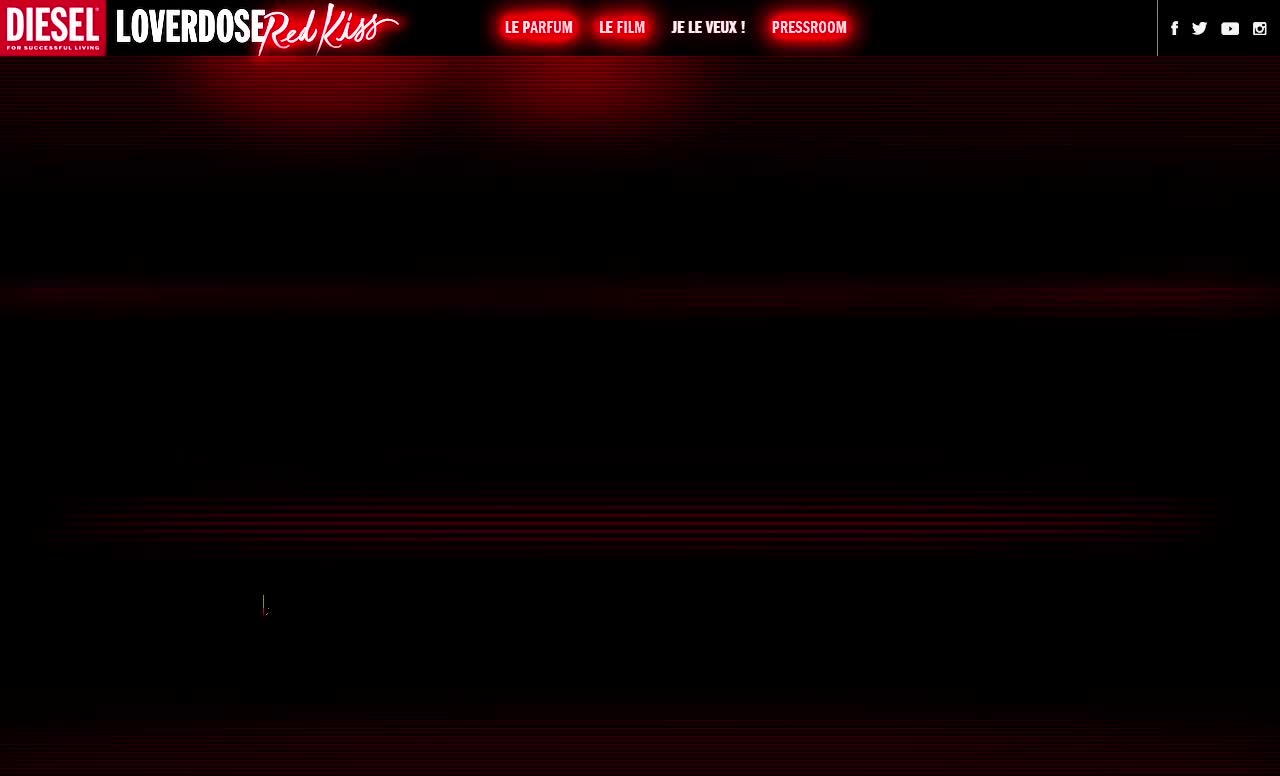 DIESEL
FOR SUCCESSFUL LIVING
LOVERDOSE Red Kiss
LE PARFUM LE FILM JE LE VEUX ! PRESSROOM